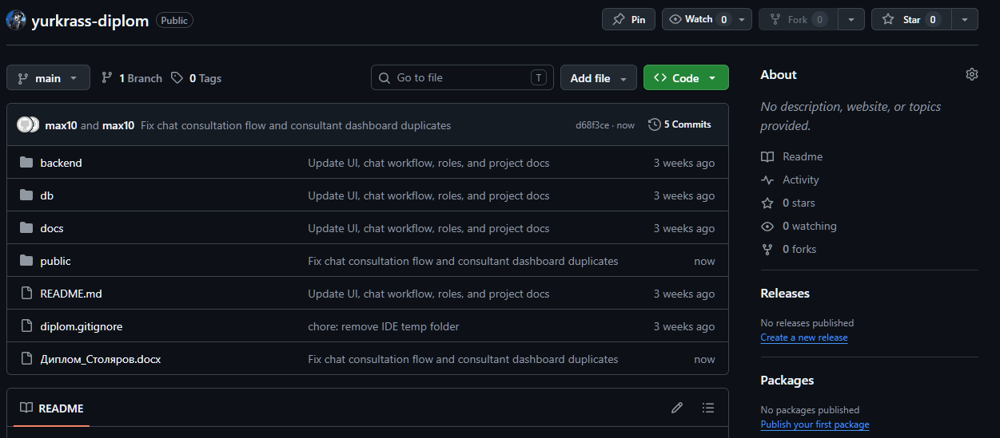 yurkrass-diplom Public Pin Watch 0 Fork 0 Star 0
main 1 Branch 0 Tags Go to file T Add file Code
max10 and max10 Fix chat consultation flow and consultant dashboard duplicates d68f3ce · now 5 Commits
backend Update UI, chat workflow, roles, and project docs 3 weeks ago
db Update UI, chat workflow, roles, and project docs 3 weeks ago
docs Update UI, chat workflow, roles, and project docs 3 weeks ago
public Fix chat consultation flow and consultant dashboard duplicates now
README.md Update UI, chat workflow, roles, and project docs 3 weeks ago
diplom.gitignore chore: remove IDE temp folder 3 weeks ago
Диплом_Столяров.docx Fix chat consultation flow and consultant dashboard duplicates now
README
About
No description, website, or topics
provided.
Readme
Activity
0 stars
0 watching
0 forks
Releases
No releases published
Create a new release
Packages
No packages published
Publish your first package